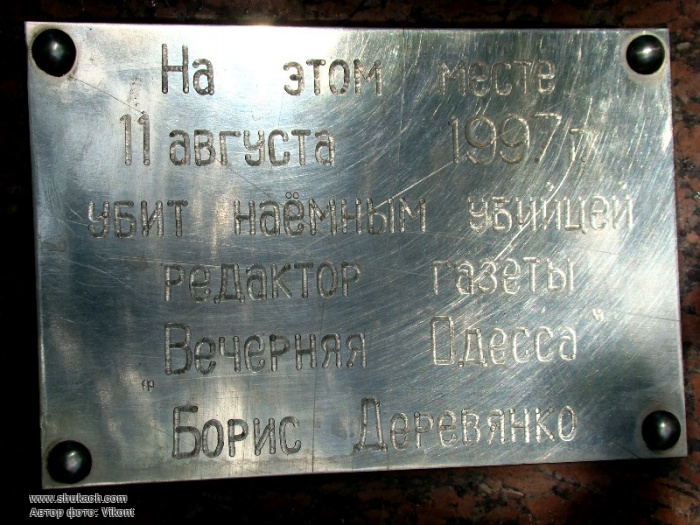 На этом месте
11 августа 1997 г.
убит наёмным убийцей
редактор газеты
"Вечерняя Одесса"
Борис Деревянко
www.shukach.com
Автор фото: Vikont